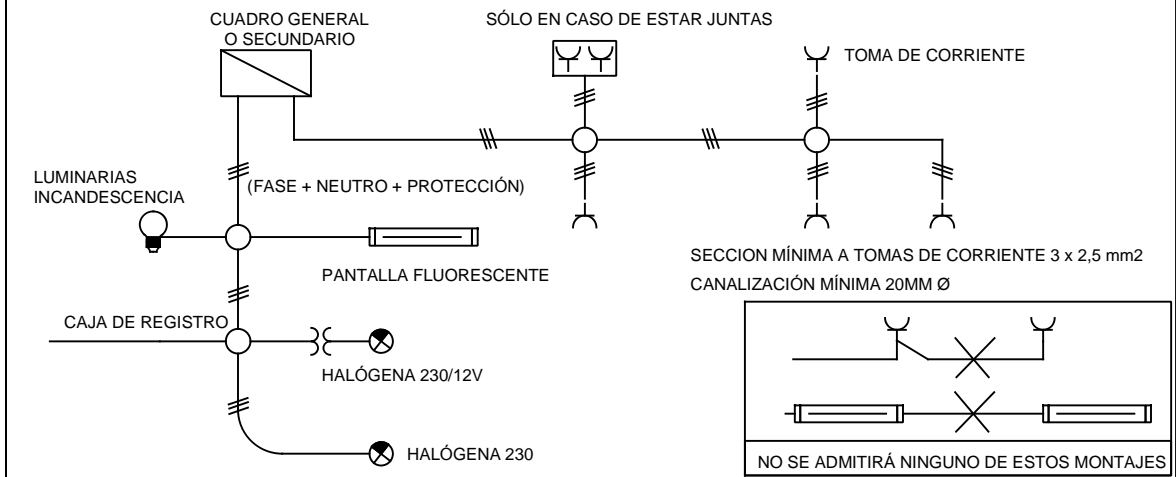 CUADRO GENERAL
O SECUNDARIO
SÓLO EN CASO DE ESTAR JUNTAS
TOMA DE CORRIENTE
LUMINARIAS
INCANDESCENCIA
(FASE + NEUTRO + PROTECCIÓN)
PANTALLA FLUORESCENTE
SECCION MÍNIMA A TOMAS DE CORRIENTE 3 x 2,5 mm2
CANALIZACIÓN MÍNIMA 20MM Ø
CAJA DE REGISTRO
HALÓGENA 230/12V
HALÓGENA 230
NO SE ADMITIRÁ NINGUNO DE ESTOS MONTAJES